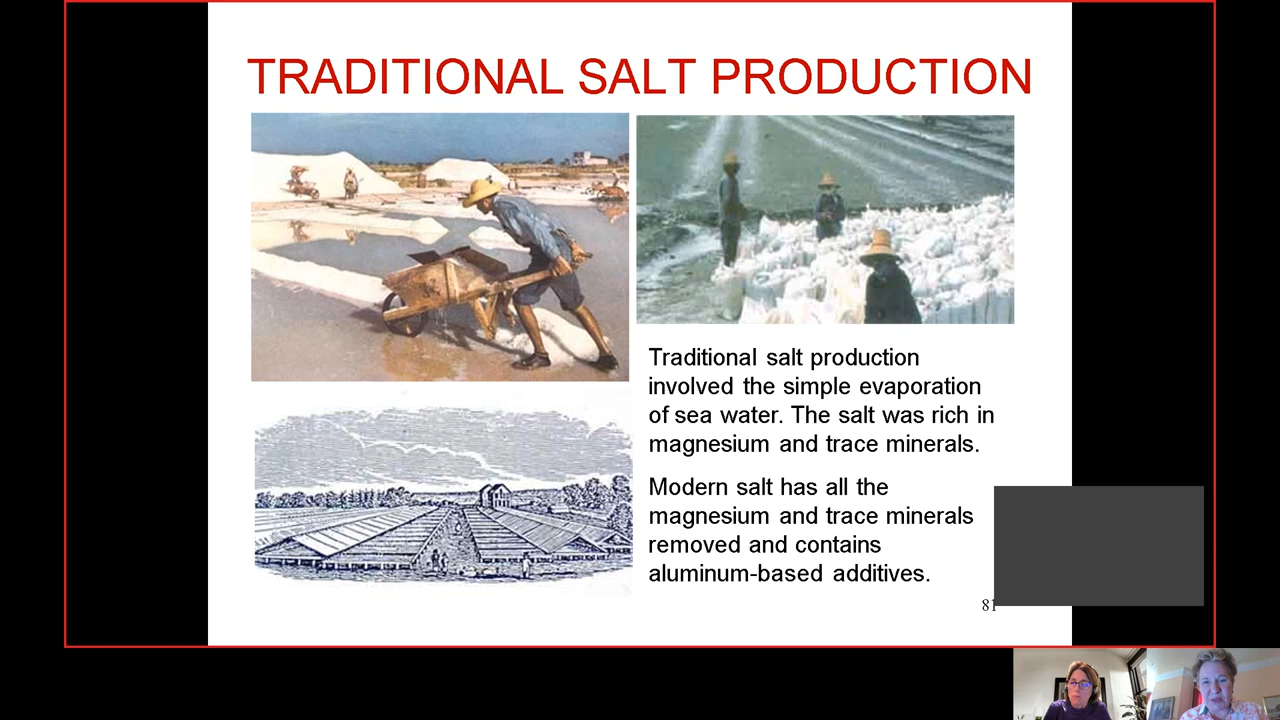 TRADITIONAL SALT PRODUCTION
Traditional salt production
involved the simple evaporation
of sea water. The salt was rich in
magnesium and trace minerals.
Modern salt has all the
magnesium and trace minerals
removed and contains
aluminum-based additives.
81